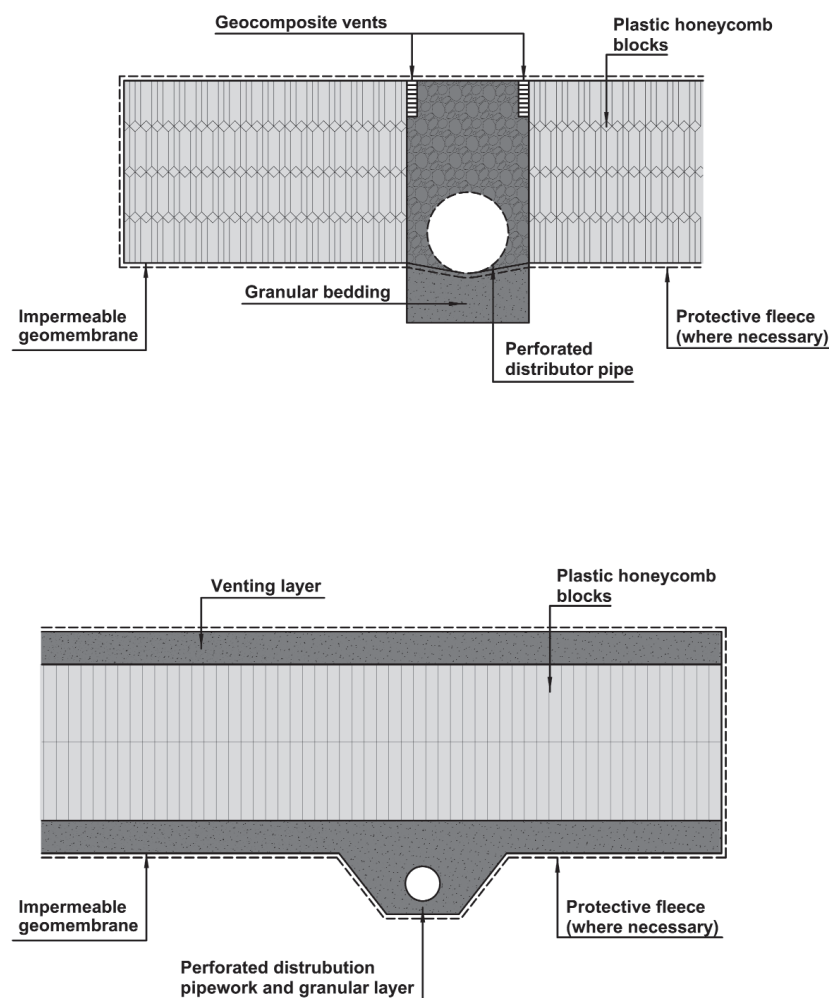 Geocomposite vents
Plastic honeycomb
blocks
Granular bedding
Impermeable
geomembrane
Perforated
distributor pipe
Protective fleece
(where necessary)
Venting layer
Plastic honeycomb
blocks
Impermeable
geomembrane
Protective fleece
(where necessary)
Perforated distrubution
pipework and granular layer